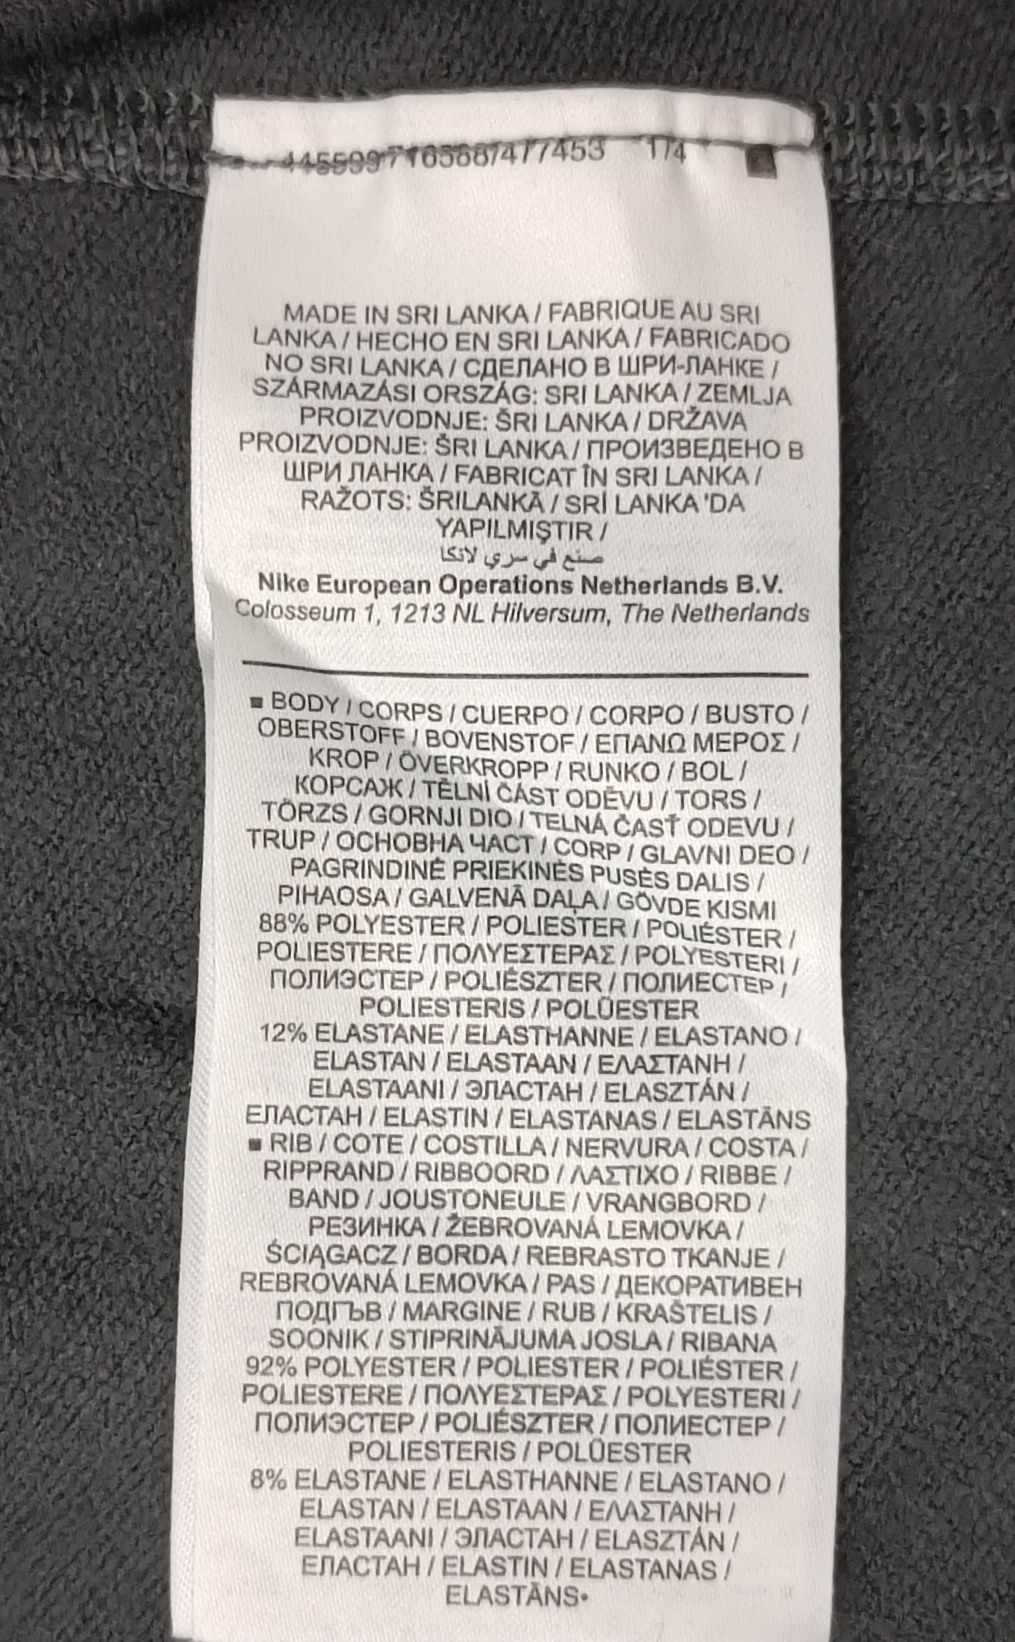 1/4
MADE IN SRI LANKA / FABRIQUE AU SRI
LANKA / HECHO EN SRI LANKA / FABRICADO
NO SRI LANKA / СДЕЛАНО В ШРИ-ЛАНКЕ /
SZÁRMAZÁSI ORSZÁG: SRI LANKA / ZEMLJA
PROIZVODNJE: ŠRI LANKA / DRŽAVA
PROIZVODNJE: ŠRI LANKA / ПРОИЗВЕДЕНО В
ШРИ ЛАНКА / FABRICAT ÎN SRI LANKA /
RAŽOTS: ŠRILANKĀ / SRİ LANKA 'DA
YAPILMIŞTIR /
صنع في سري لانكا
Nike European Operations Netherlands B.V.
Colosseum 1, 1213 NL Hilversum, The Netherlands
■ BODY / CORPS / CUERPO / CORPO / BUSTO /
OBERSTOFF / BOVENSTOF / ΕΠΑΝΩ ΜΕΡΟΣ /
KROP / ÖVERKROPP / RUNKO / BOL /
КОРСАЖ / TĚLNÍ ČÁST ODĚVU / TORS /
TÖRZS / GORNJI DIO / TELNÁ ČASŤ ODEVU /
TRUP / ОСНОВНА ЧАСТ / CORP / GLAVNI DEO /
PAGRINDINĖ PRIEKINĖS PUSĖS DALIS /
PIHAOSA / GALVENĀ DAĻA / GÖVDE KISMI
88% POLYESTER / POLIESTER / POLIÉSTER /
POLIESTERE / ΠΟΛΥΕΣΤΕΡΑΣ / POLYESTERI /
ПОЛИЭСТЕР / POLIÉSZTER / ПОЛИЕСТЕР /
POLIESTERIS / POLÜESTER
12% ELASTANE / ELASTHANNE / ELASTANO /
ELASTAN / ELASTAAN / ΕΛΑΣΤΑΝΗ /
ELASTAANI / ЭЛАСТАН / ELASZTÁN /
ЕЛАСТАН / ELASTIN / ELASTANAS / ELASTĀNS
■ RIB / COTE / COSTILLA / NERVURA / COSTA /
RIPPRAND / RIBBOORD / ΛΑΣΤΙΧΟ / RIBBE /
BAND / JOUSTONEULE / VRANGBORD /
РЕЗИНКА / ŽEBROVANÁ LEMOVKA /
ŚCIĄGACZ / BORDA / REBRASTO TKANJE /
REBROVANÁ LEMOVKA / PAS / ДЕКОРАТИВЕН
ПОДГЪВ / MARGINE / RUB / KRAŠTELIS /
SOONIK / STIPRINĀJUMA JOSLA / RIBANA
92% POLYESTER / POLIESTER / POLIÉSTER /
POLIESTERE / ΠΟΛΥΕΣΤΕΡΑΣ / POLYESTERI /
ПОЛИЭСТЕР / POLIÉSZTER / ПОЛИЕСТЕР /
POLIESTERIS / POLÜESTER
8% ELASTANE / ELASTHANNE / ELASTANO /
ELASTAN / ELASTAAN / ΕΛΑΣΤΑΝΗ /
ELASTAANI / ЭЛАСТАН / ELASZTÁN /
ЕЛАСТАН / ELASTIN / ELASTANAS /
ELASTĀNS•